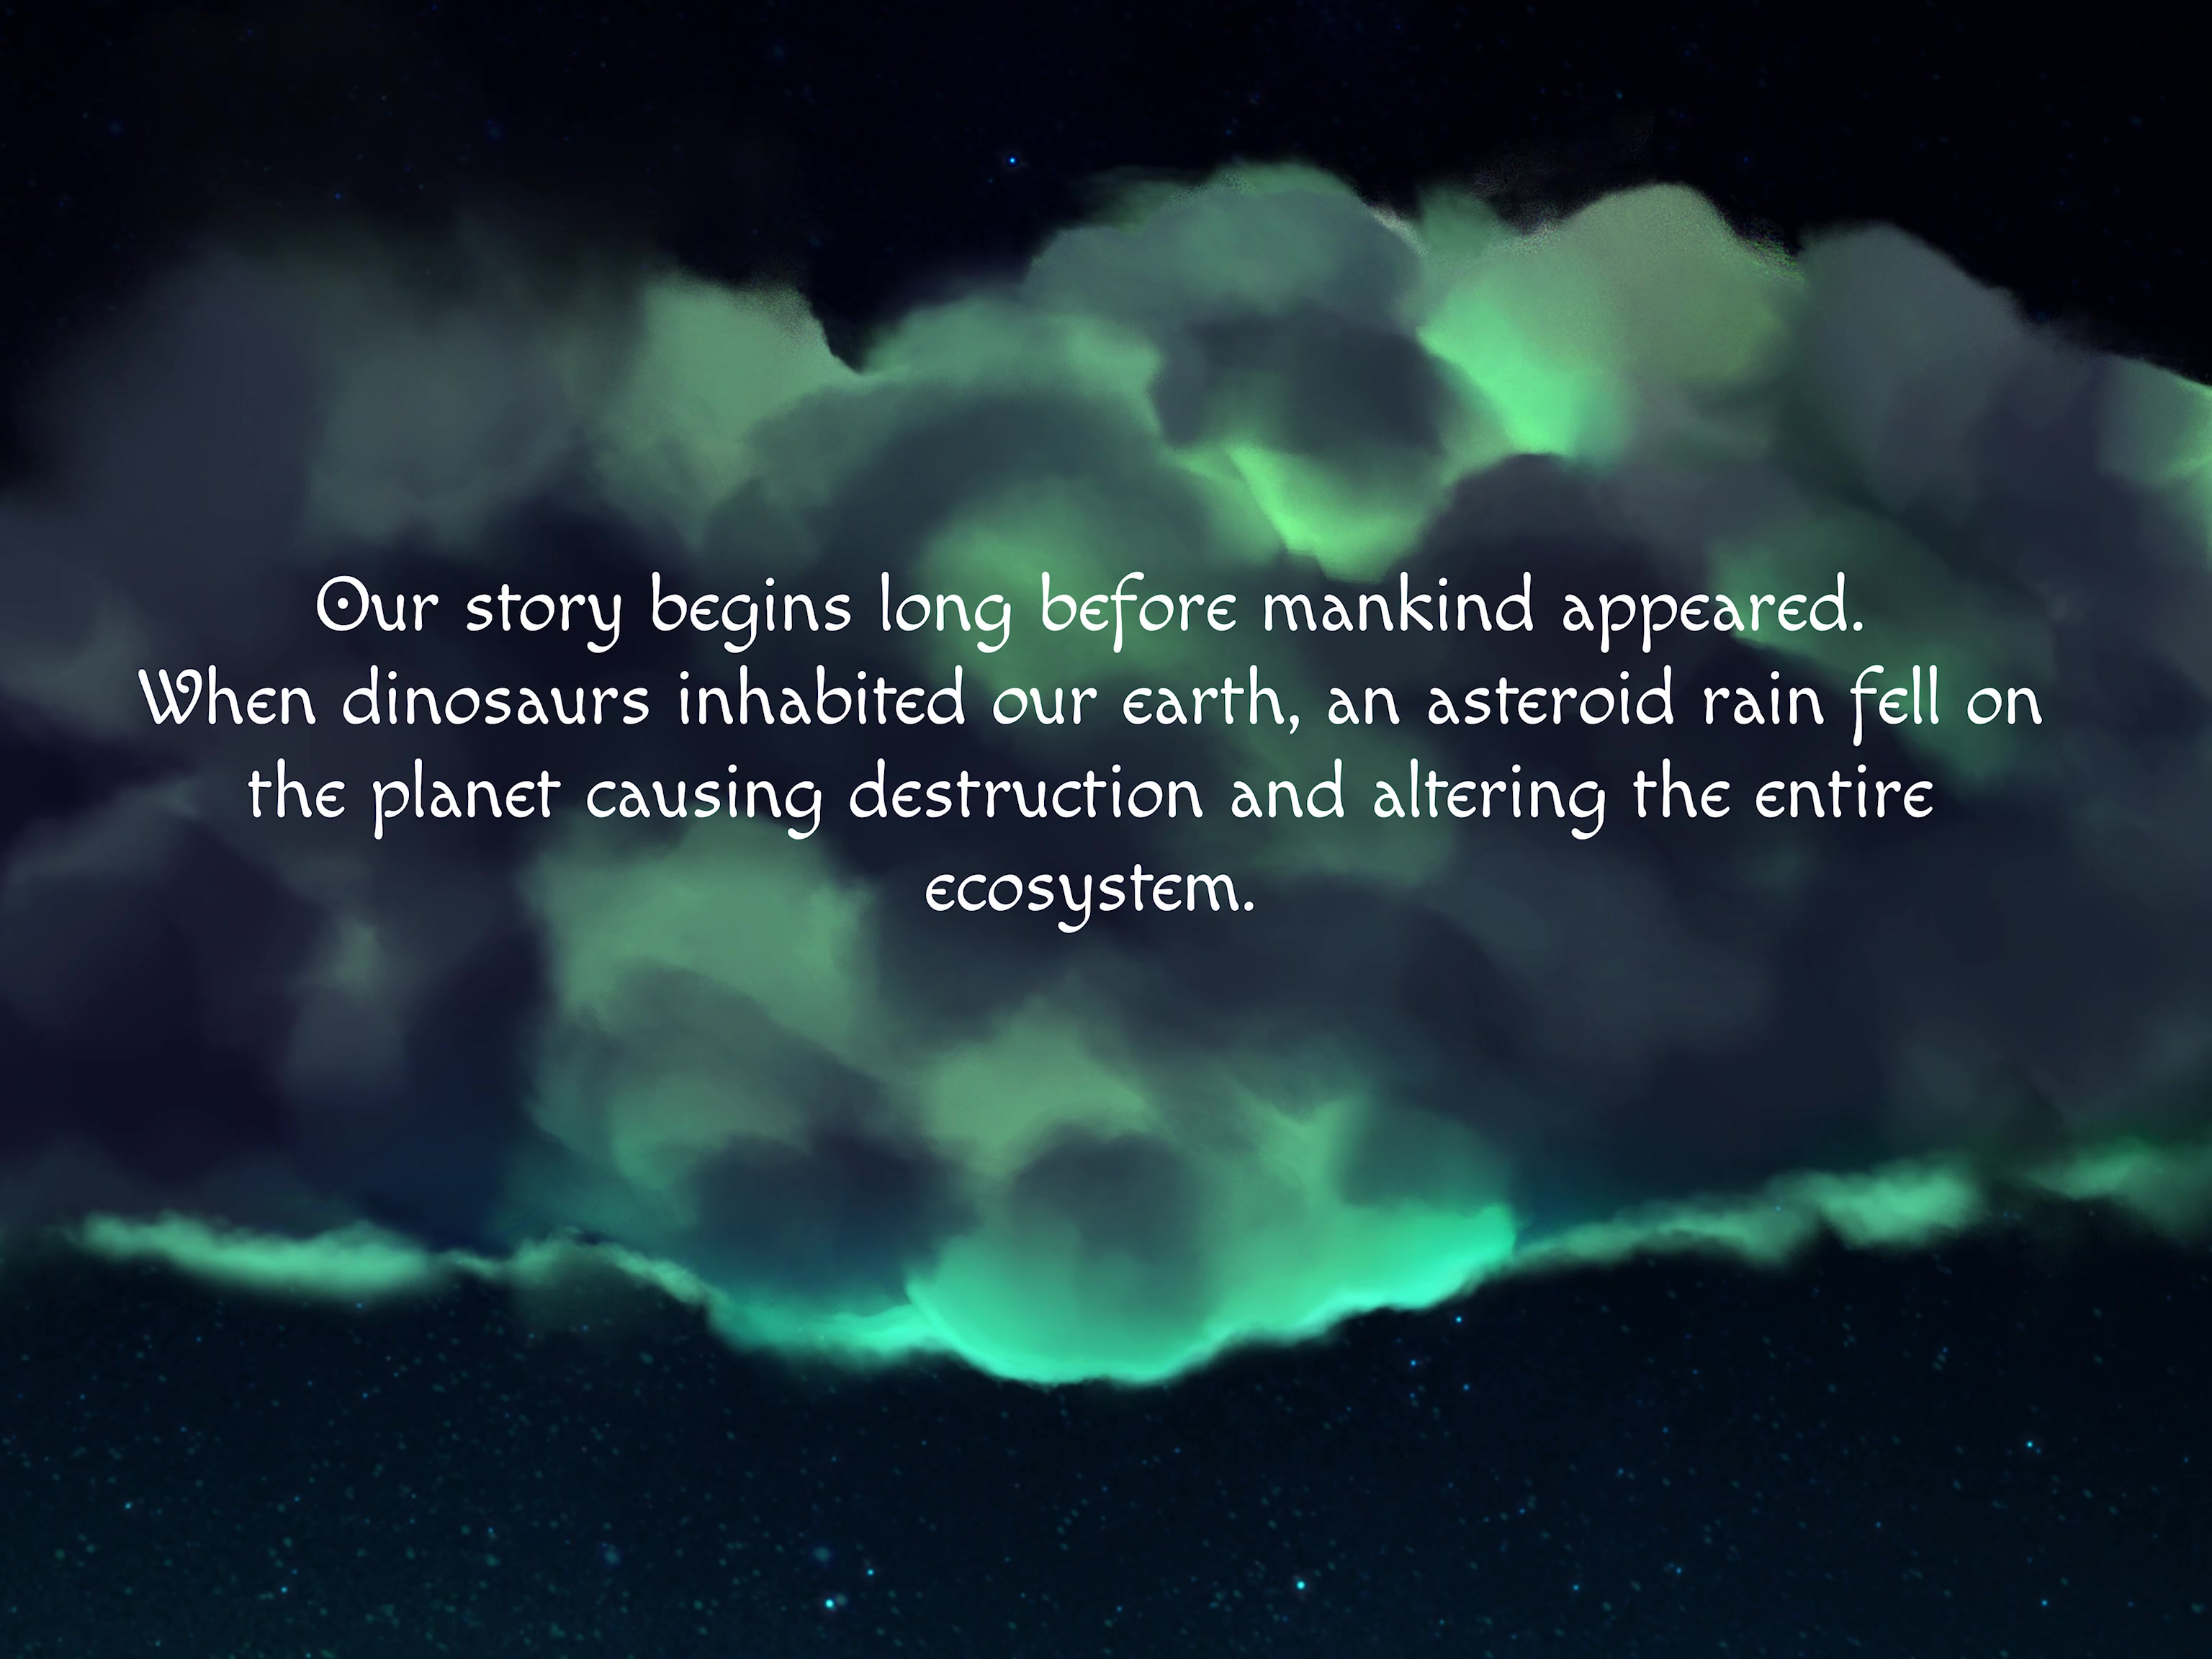 Our story begins long before mankind appeared.
When dinosaurs inhabited our earth, an asteroid rain fell on
the planet causing destruction and altering the entire
ecosystem.